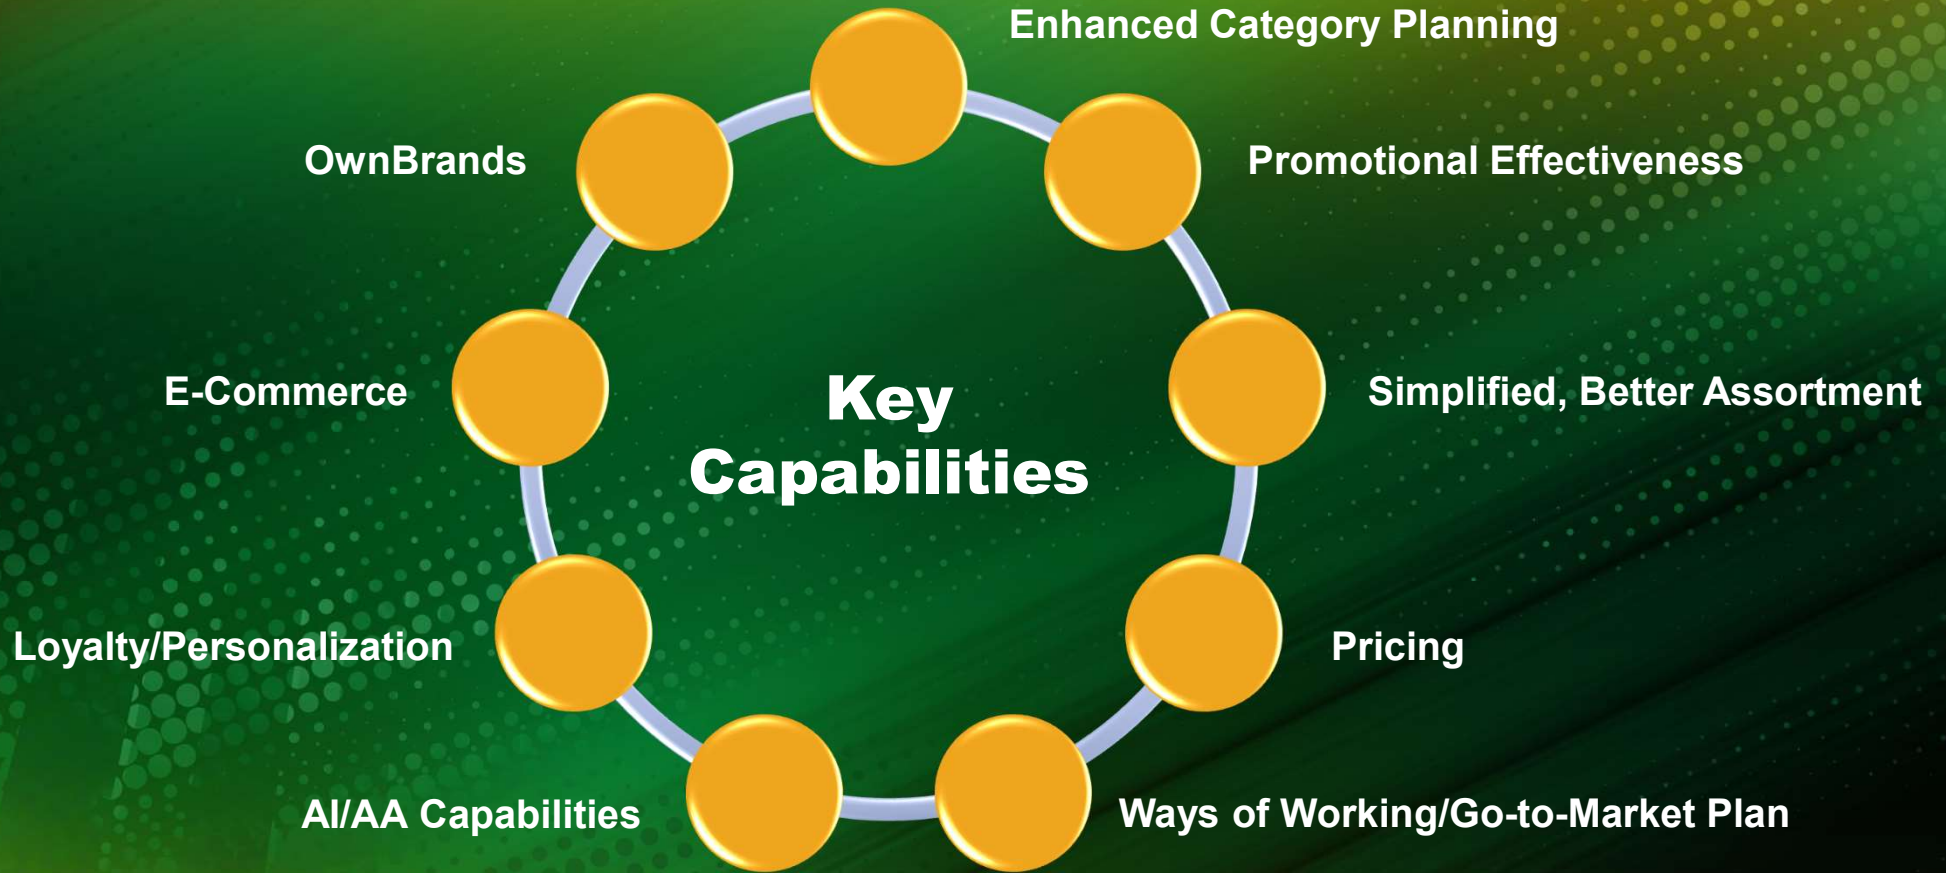 Enhanced Category Planning
OwnBrands
Promotional Effectiveness
E-Commerce
Key
Capabilities
Simplified, Better Assortment
Loyalty/Personalization
Pricing
AI/AA Capabilities
Ways of Working/Go-to-Market Plan